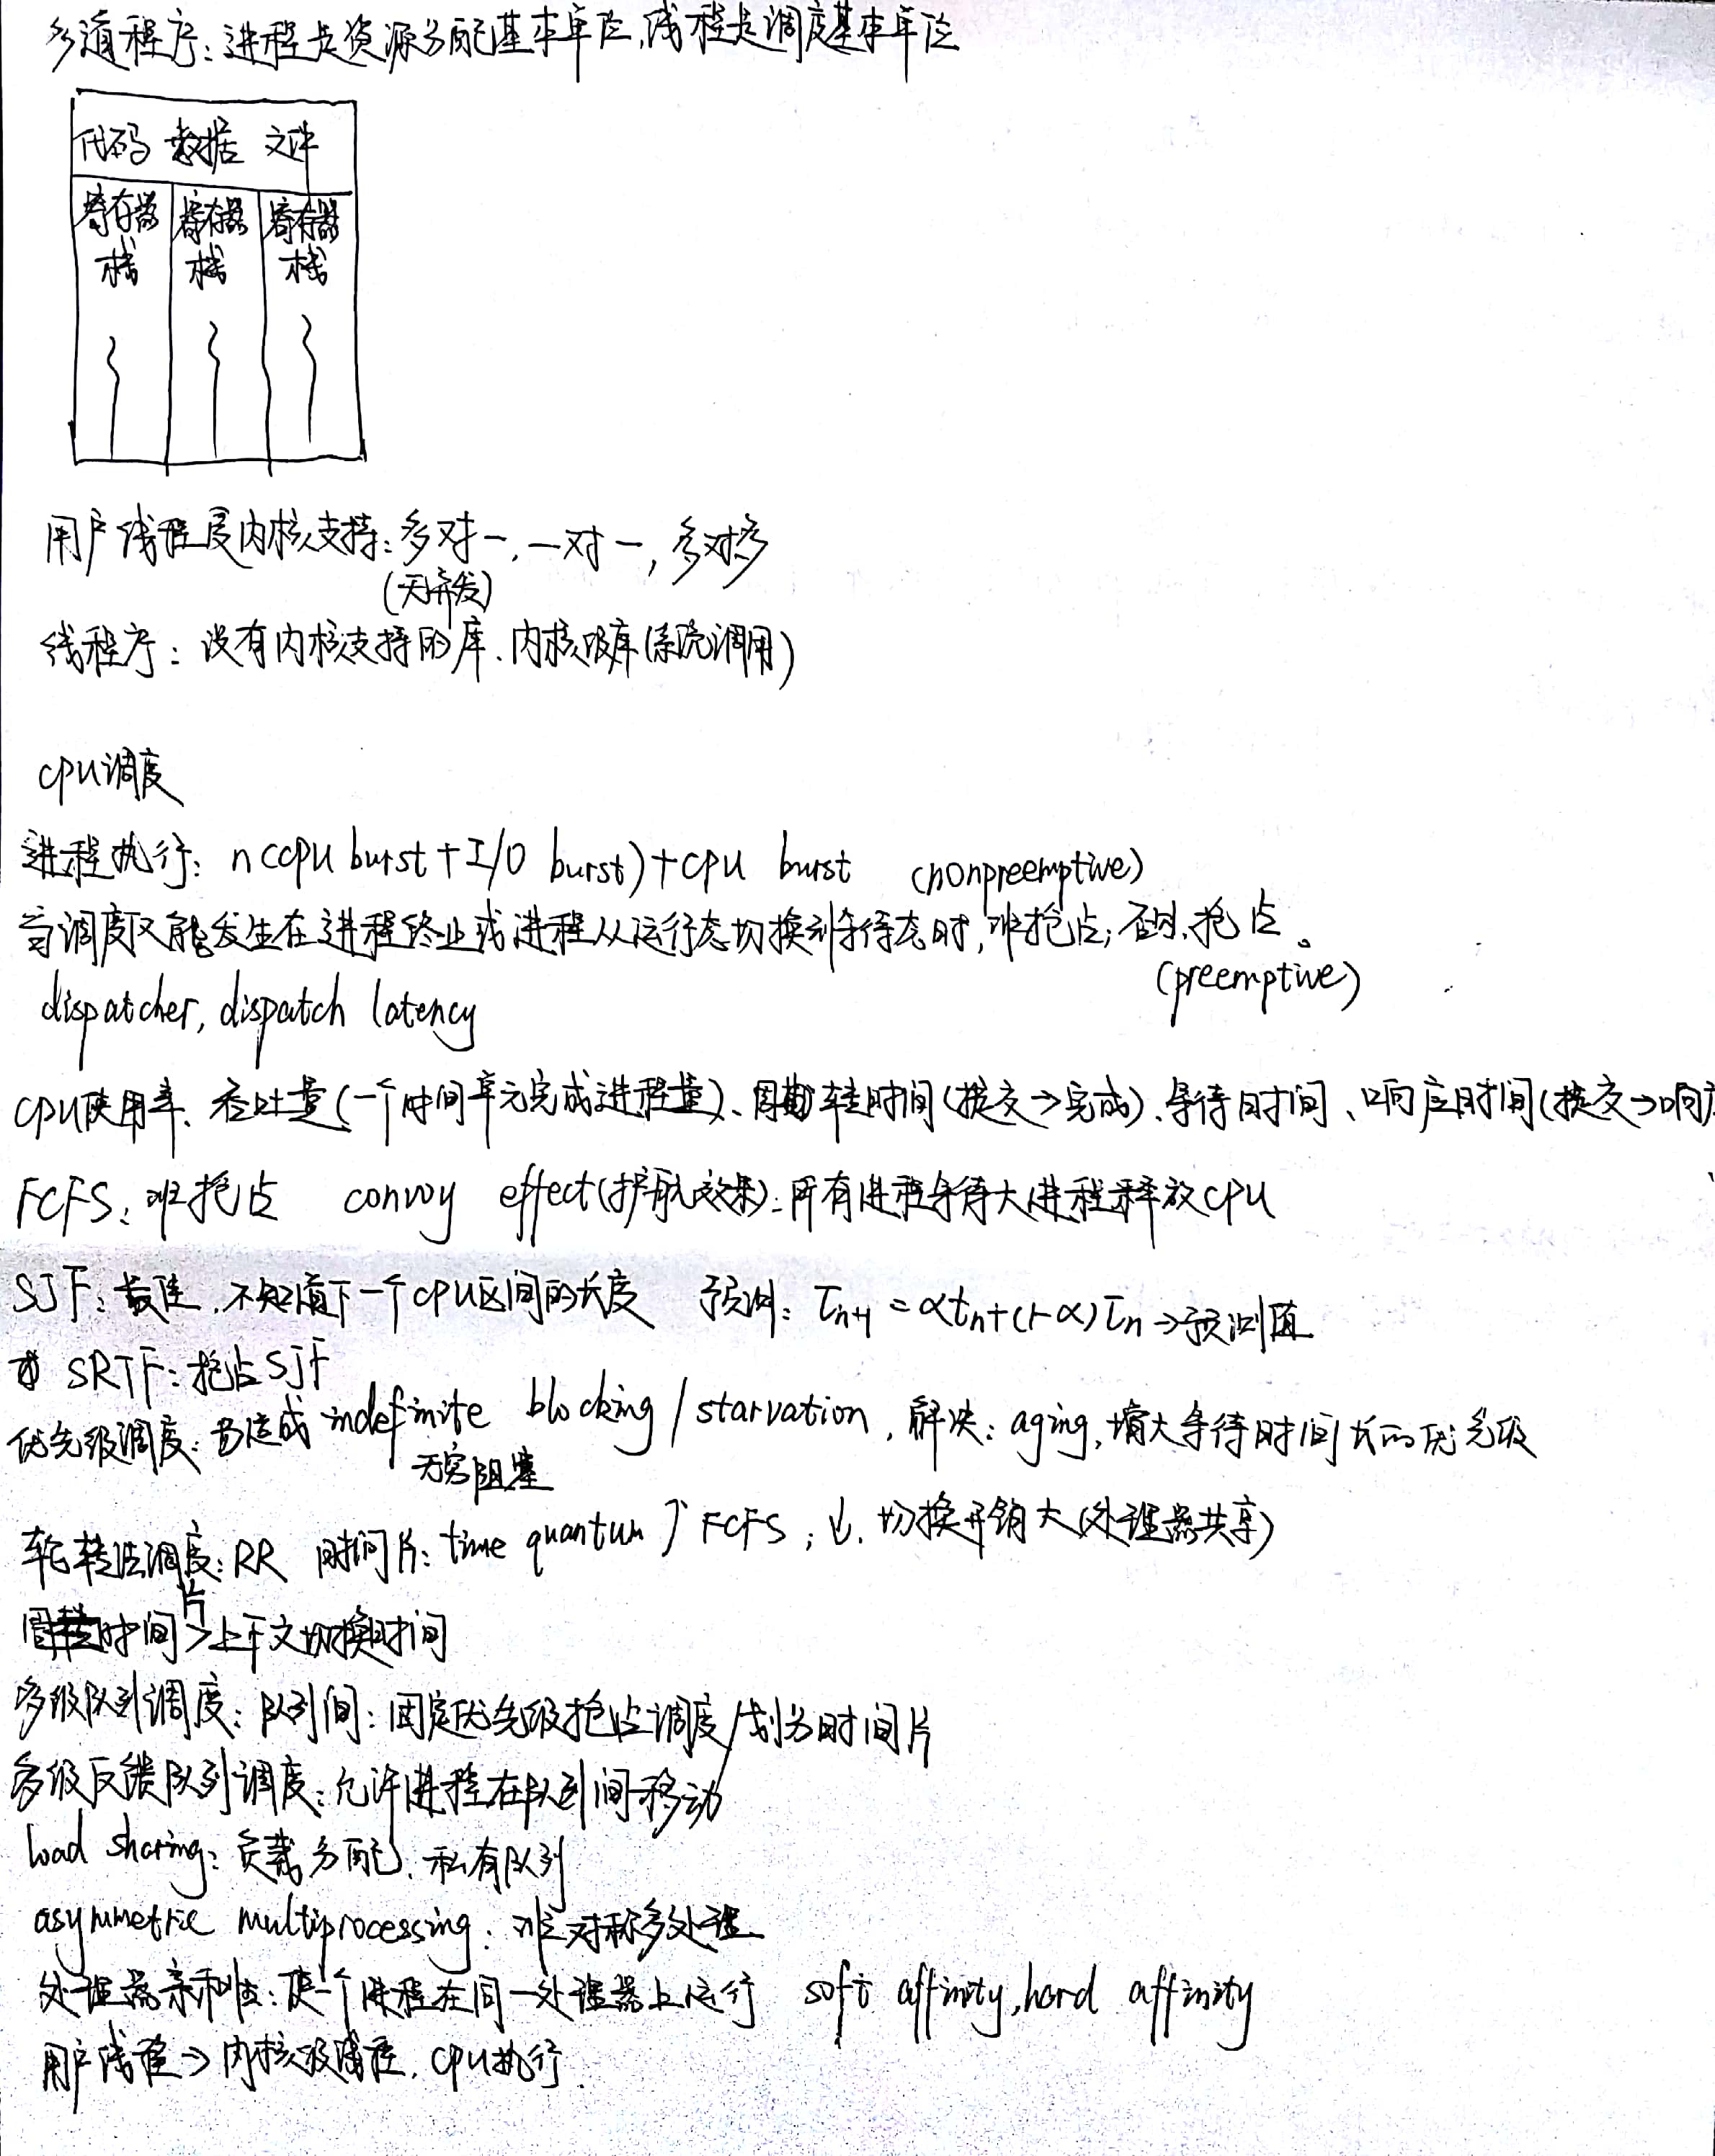 多道程序：进程是资源分配基本单位，线程是调度基本单位
代码 数据 文件
寄存器 寄存器 寄存器
栈 栈 栈
用户线程受内核支持：多对一，一对一，多对多
(无并发)
线程序：没有内核支持的库、内核级库(系统调用)
CPU调度
进程执行：n(CPU burst+I/O burst)+CPU burst (nonpreemptive)
当调度只能发生在进程终止或进程从运行态切换到等待态时，非抢占；否则，抢占。
(preemptive)
dispatcher, dispatch latency
CPU使用率、吞吐量(一个时间单元完成进程量)、周转时间(提交→完成)、等待时间、响应时间(提交→响应
FCFS：非抢占 convoy effect(护航效果)：所有进程等待大进程释放CPU
SJF：最佳，不知道下一个CPU区间的长度 预测：τn+1 = αtn+(1-α)τn→预测值
SRTF：抢占SJF
优先级调度：易造成indefinite blocking / starvation，解决：aging，增大等待时间长的优先级
无穷阻塞
轮转法调度：RR 时间片：time quantum ↑ FCFS；↓，切换开销大(处理器共享)
时间片>上下文切换时间
多级队列调度：队列间：固定优先级抢占调度/划分时间片
多级反馈队列调度：允许进程在队列间移动
load sharing：负载分配，私有队列
asymmetric multiprocessing：非对称多处理
处理器亲和性：使一个进程在同一处理器上运行 soft affinity, hard affinity
用户线程→内核级线程，CPU执行.